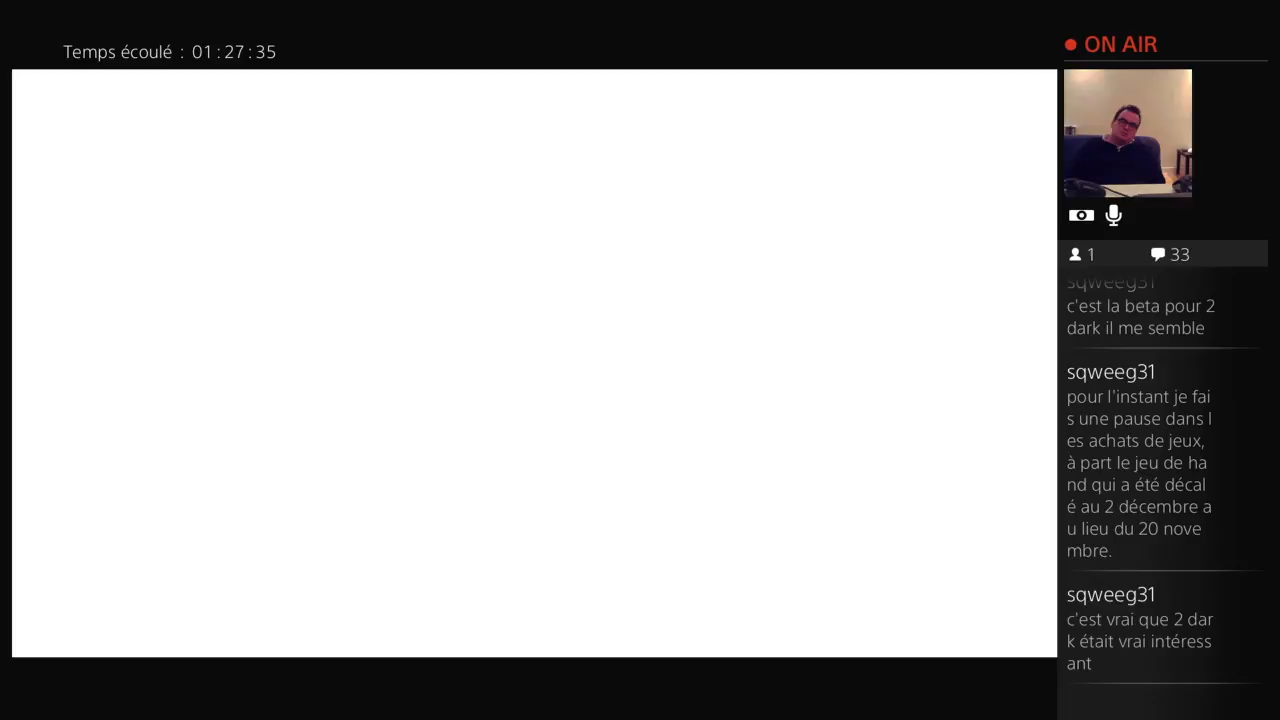 Temps écoulé : 01:27:35
ON AIR
1
33
sqweeg31
c'est la beta pour 2
dark il me semble
sqweeg31
pour l'instant je fai
s une pause dans l
es achats de jeux,
à part le jeu de ha
nd qui a été décal
é au 2 décembre a
u lieu du 20 nove
mbre.
sqweeg31
c'est vrai que 2 dar
k était vrai intéress
ant